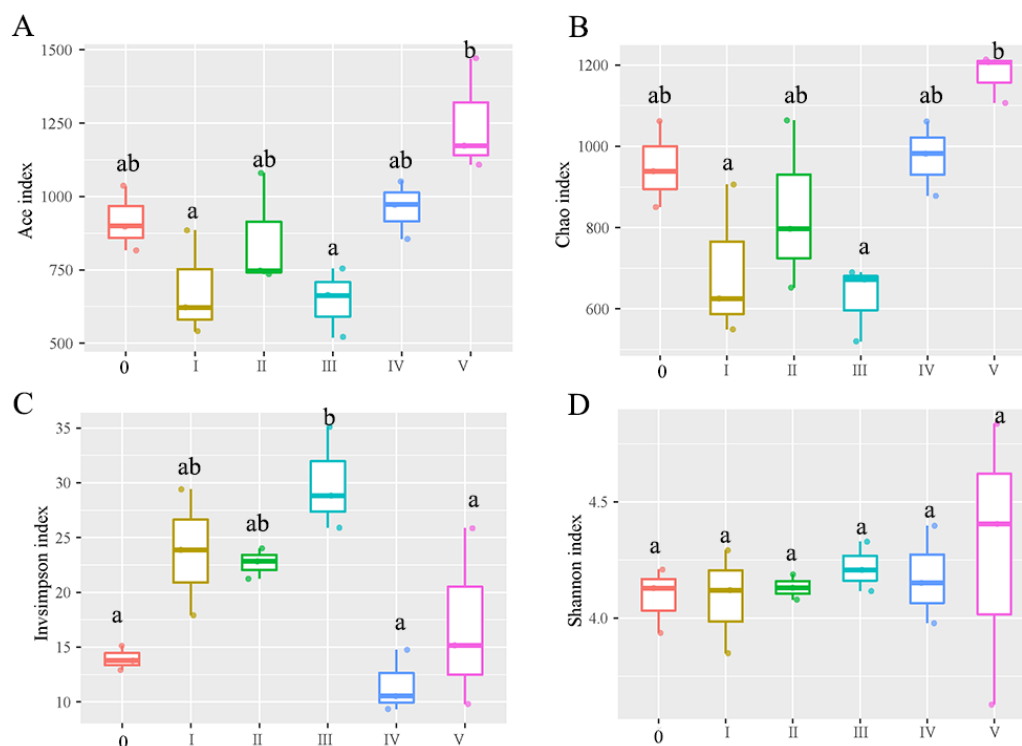 A
1500
1250
1000
750
500
Ace index
ab
a
ab
a
ab
b
0 I II III IV V
B
1200
1000
800
600
Chao index
ab
a
ab
a
ab
b
0 I II III IV V
C
35
30
25
20
15
10
Invsimpson index
a
ab
ab
b
a
a
0 I II III IV V
D
4.5
4.0
Shannon index
a
a
a
a
a
a
0 I II III IV V